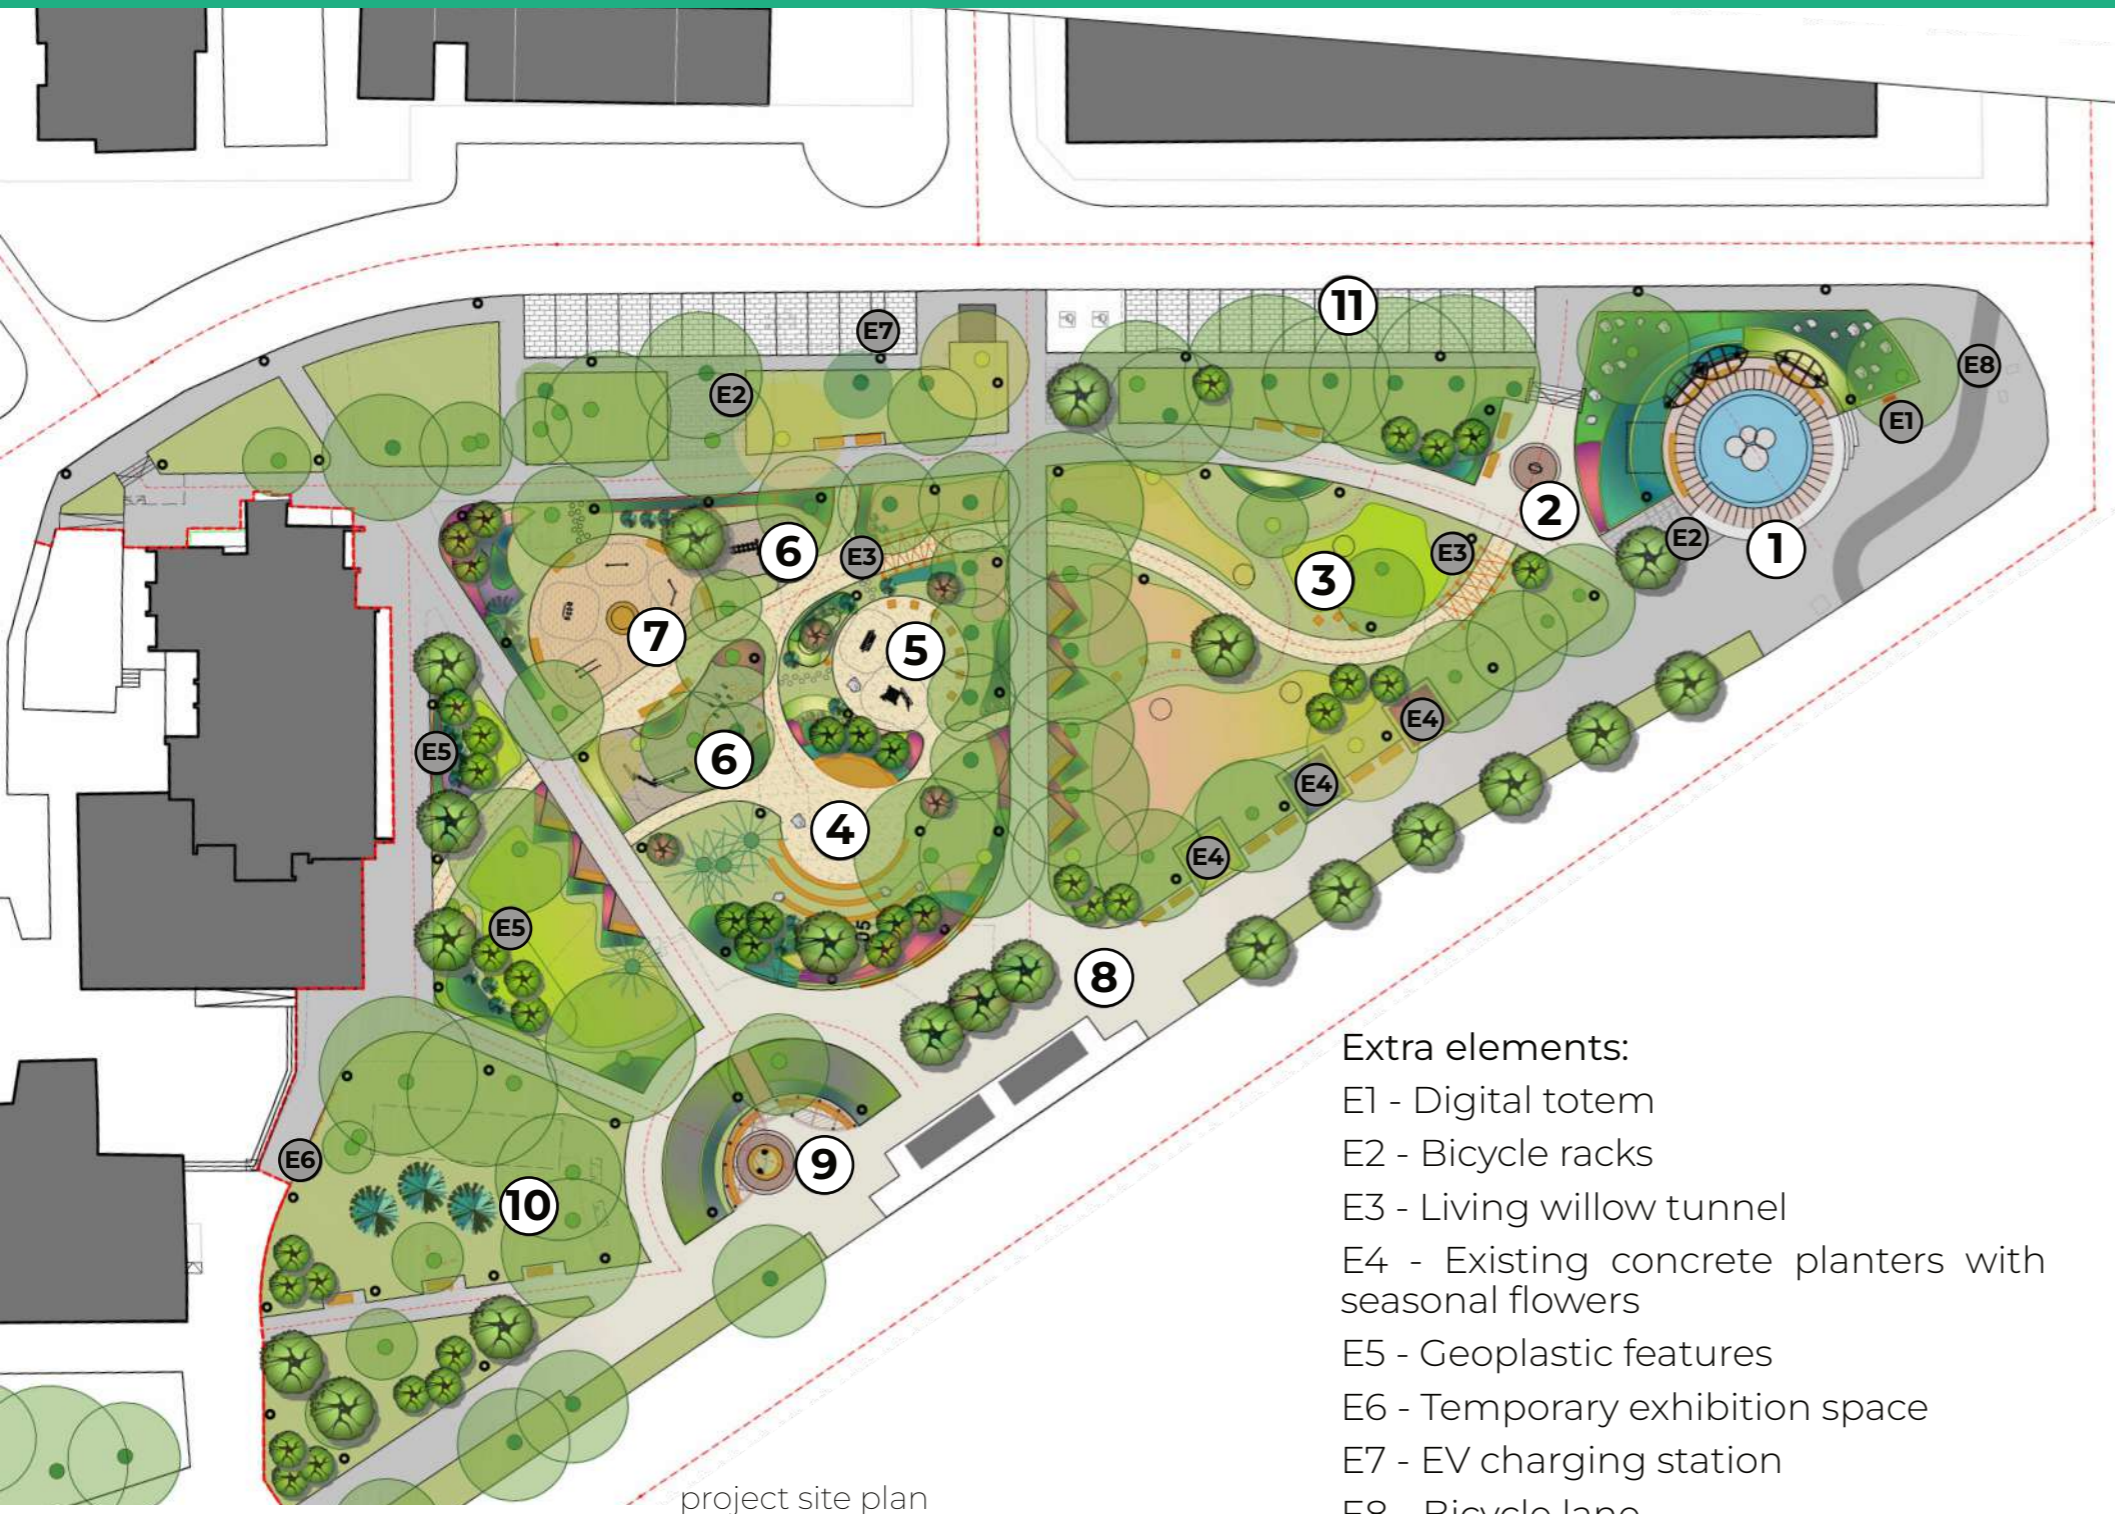 11
E7
E8
E2
E1
2
E2
1
6
E3
E3
3
7
5
E4
E5
6
E4
4
E4
E5
8
9
E6
10
project site plan
Extra elements:
E1 - Digital totem
E2 - Bicycle racks
E3 - Living willow tunnel
E4 - Existing concrete planters with
seasonal flowers
E5 - Geoplastic features
E6 - Temporary exhibition space
E7 - EV charging station
E8 - Bicycle lane